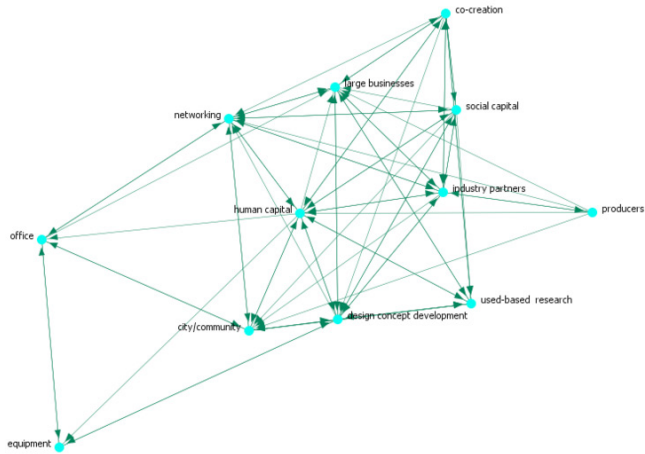 co-creation
large businesses
social capital
networking
industry partners
human capital
producers
office
used-based research
design concept development
city/community
equipment